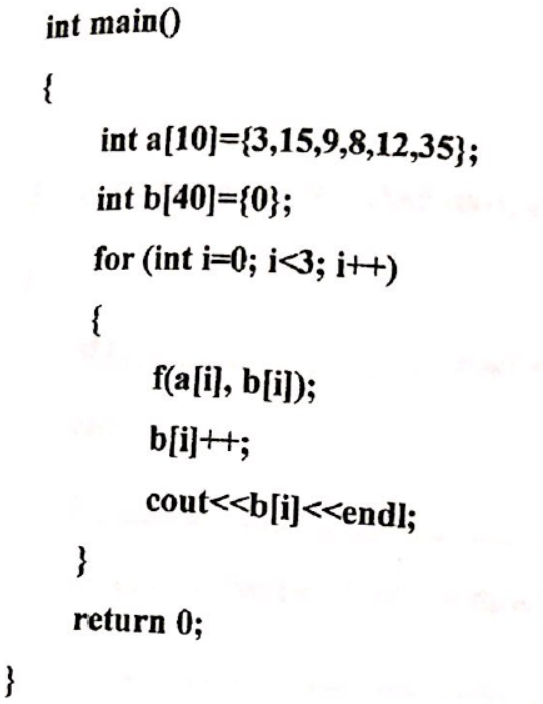 int main()
{
int a[10]={3,15,9,8,12,35};
int b[40]={0};
for (int i=0; i<3; i++)
{
f(a[i], b[i]);
b[i]++;
cout<<b[i]<<endl;
}
return 0;
}